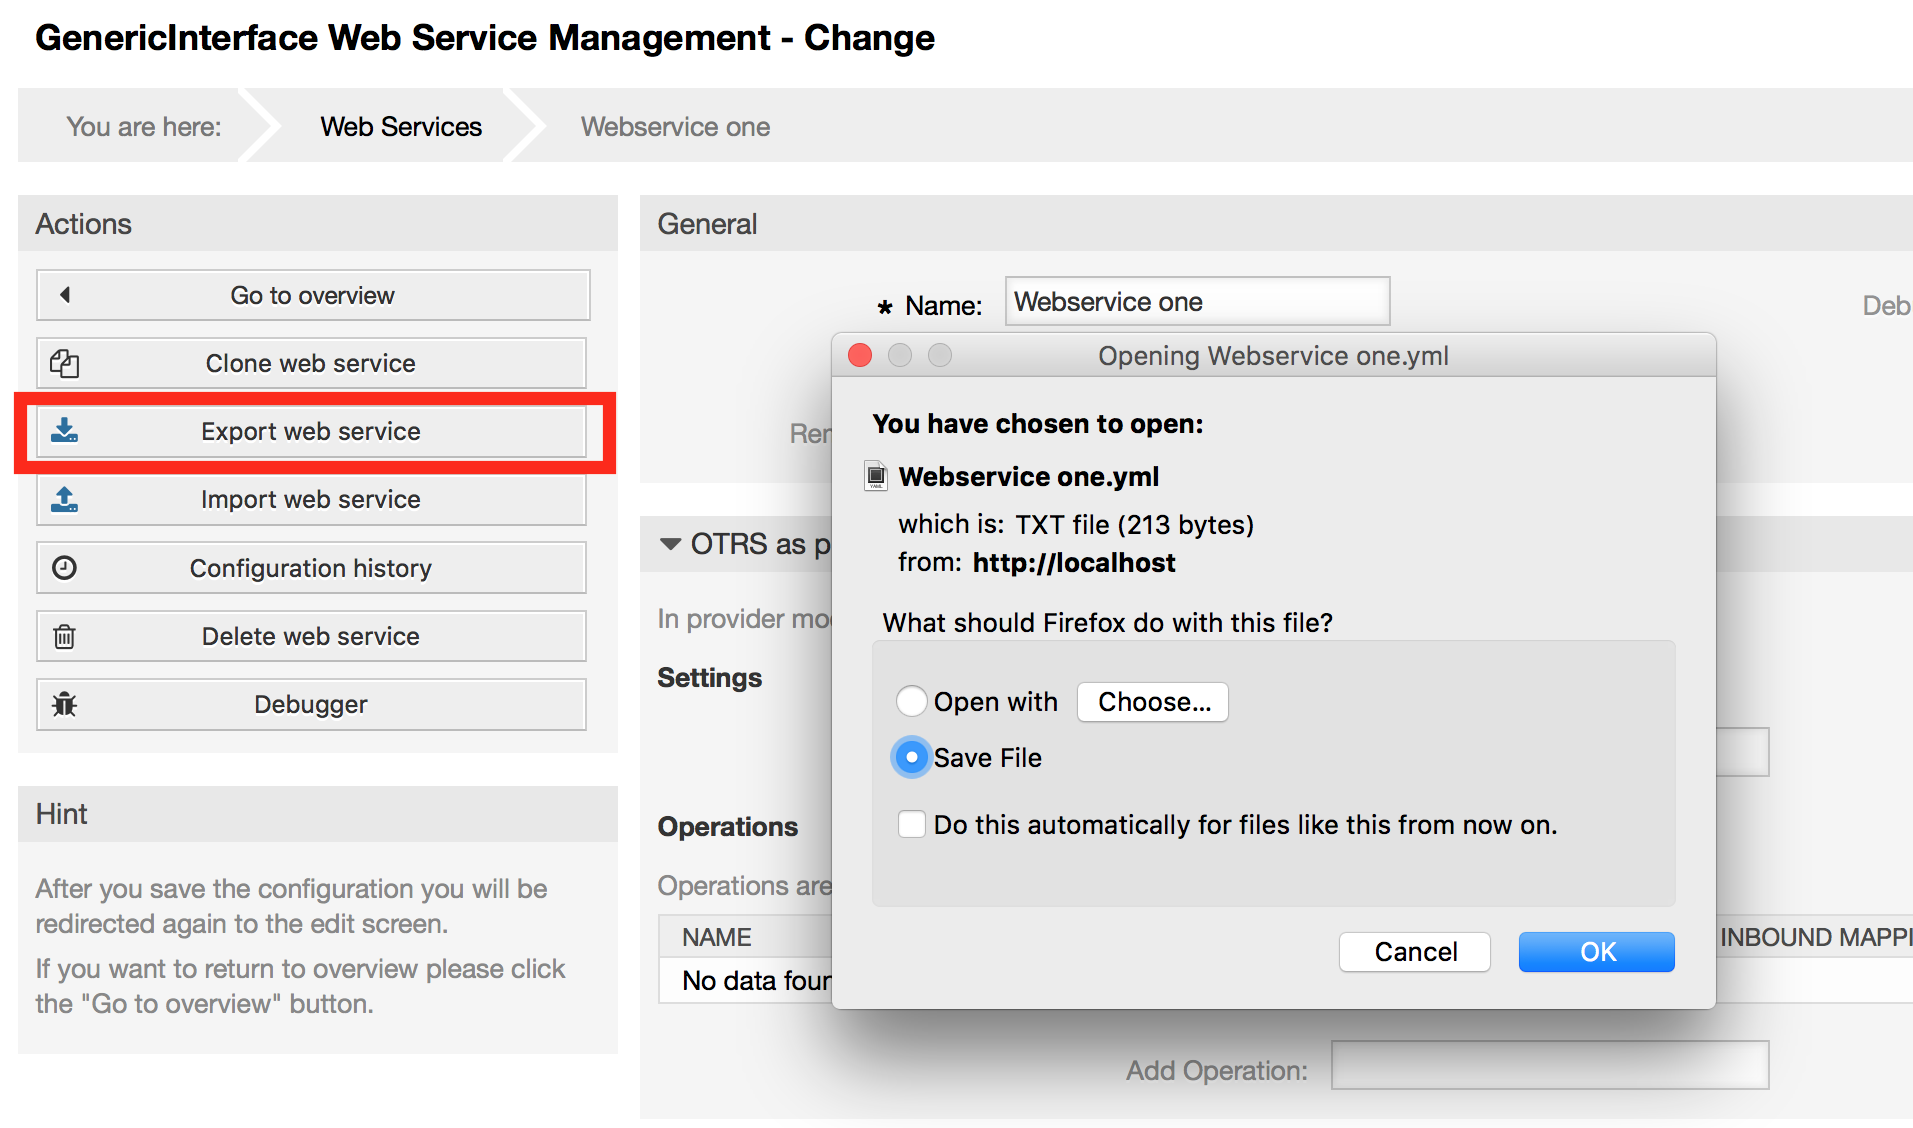 GenericInterface Web Service Management - Change
You are here:
Web Services
Webservice one
Actions
Go to overview
Clone web service
Export web service
Import web service
Configuration history
Delete web service
Debugger
Hint
After you save the configuration you will be
redirected again to the edit screen.
If you want to return to overview please click
the "Go to overview" button.
General
* Name: Webservice one
Deb
Ren
OTRS as p
In provider mo
Settings
Operations
Operations are
NAME
INBOUND MAPPI
No data foun
Add Operation:
Opening Webservice one.yml
You have chosen to open:
YAML
Webservice one.yml
which is: TXT file (213 bytes)
from: http://localhost
What should Firefox do with this file?
Open with Choose...
Save File
Do this automatically for files like this from now on.
Cancel
OK